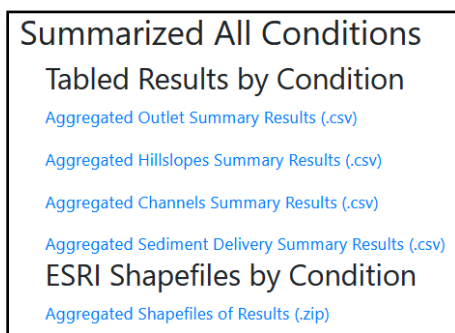 Summarized All Conditions
Tabled Results by Condition
Aggregated Outlet Summary Results (.csv)
Aggregated Hillslopes Summary Results (.csv)
Aggregated Channels Summary Results (.csv)
Aggregated Sediment Delivery Summary Results (.csv)
ESRI Shapefiles by Condition
Aggregated Shapefiles of Results (.zip)